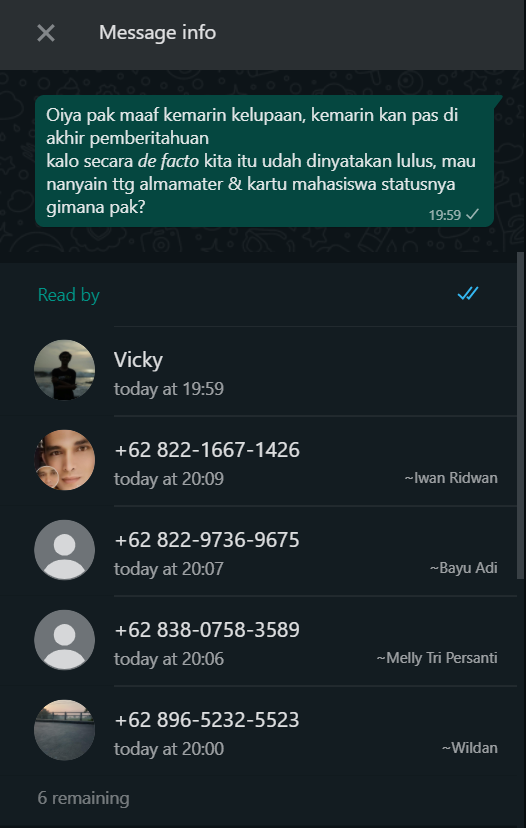 Message info
Oiya pak maaf kemarin kelupaan, kemarin kan pas di
akhir pemberitahuan
kalo secara de facto kita itu udah dinyatakan lulus, mau
nanyain ttg almamater & kartu mahasiswa statusnya
gimana pak?
19:59
Read by
Vicky
today at 19:59
+62 822-1667-1426
today at 20:09 ~Iwan Ridwan
+62 822-9736-9675
today at 20:07 ~Bayu Adi
+62 838-0758-3589
today at 20:06 ~Melly Tri Persanti
+62 896-5232-5523
today at 20:00 ~Wildan
6 remaining